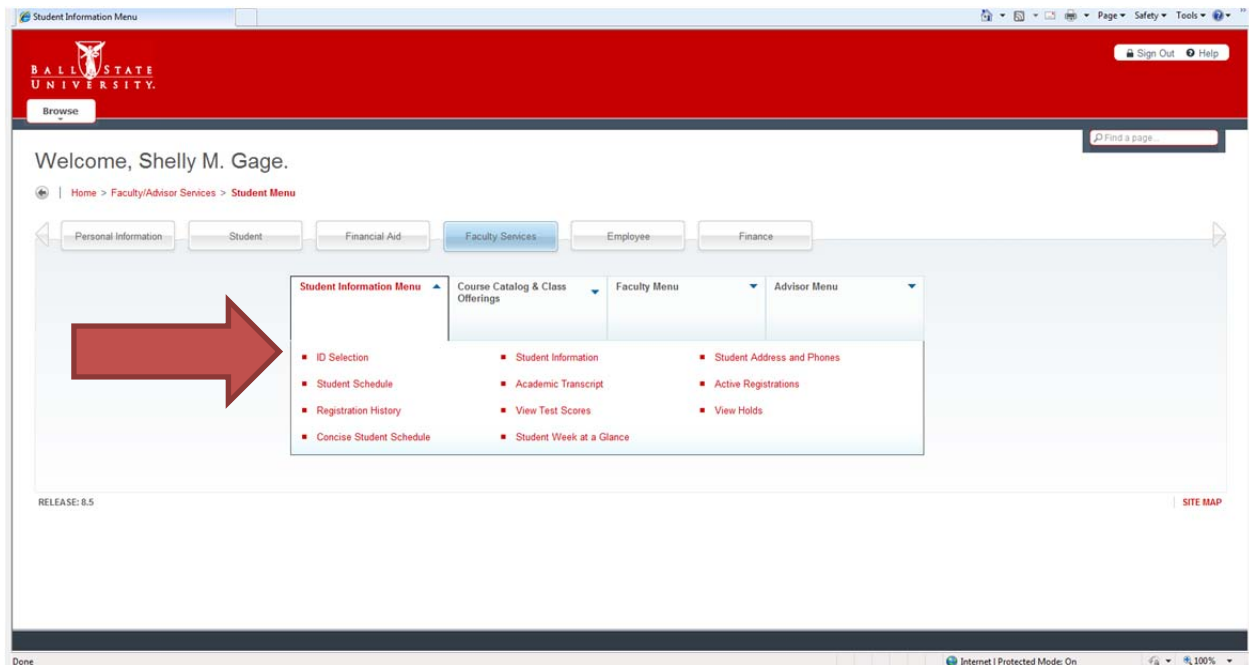 Student Information Menu
Page Safety Tools
BALL STATE
UNIVERSITY.
Sign Out Help
Browse
Find a page...
Welcome, Shelly M. Gage.
Home > Faculty/Advisor Services > Student Menu
Personal Information Student Financial Aid Faculty Services Employee Finance
Student Information Menu
Course Catalog & Class
Offerings
Faculty Menu
Advisor Menu
ID Selection Student Information Student Address and Phones
Student Schedule Academic Transcript Active Registrations
Registration History View Test Scores View Holds
Concise Student Schedule Student Week at a Glance
RELEASE: 8.5
SITE MAP
Done
Internet | Protected Mode: On
100%